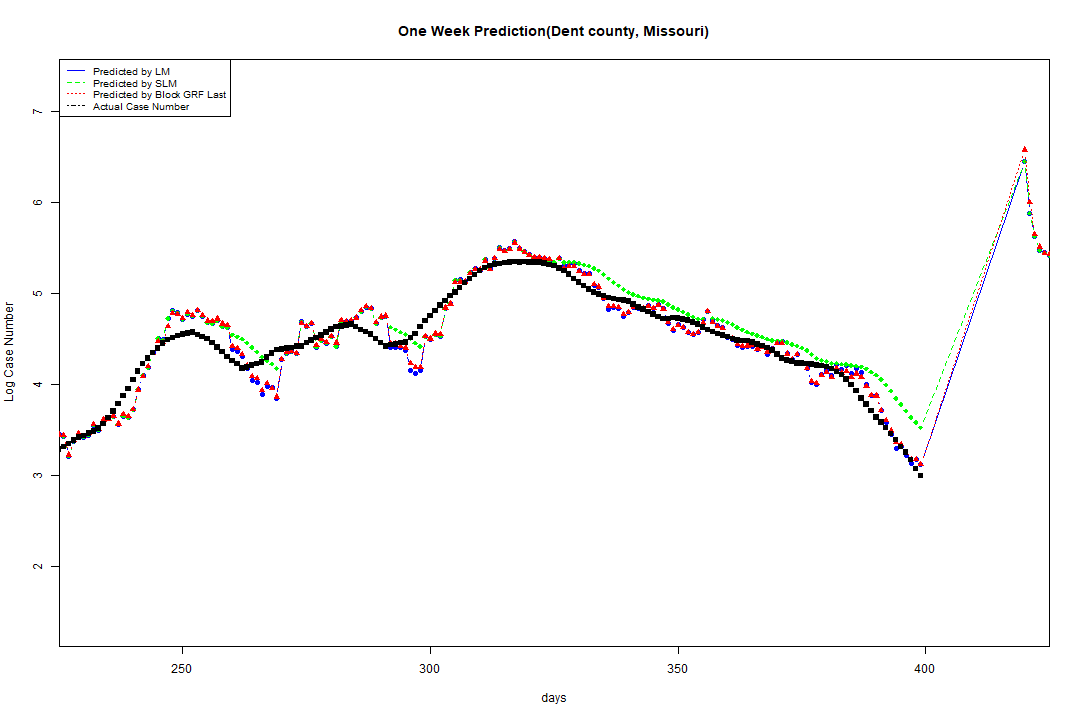 One Week Prediction(Dent county, Missouri)
Predicted by LM
Predicted by SLM
Predicted by Block GRF Last
Actual Case Number
7
6
5
4
3
2
Log Case Number
250
300
350
400
days